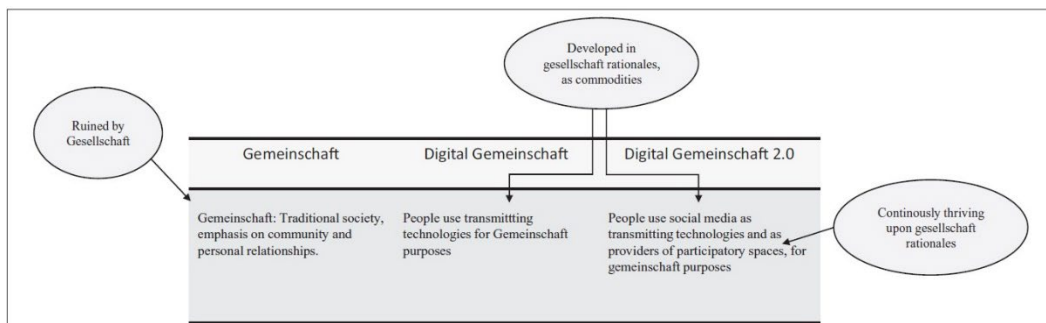 Developed in
gesellschaft rationales,
as commodities
Ruined by
Gesellschaft
Gemeinschaft
Digital Gemeinschaft
Digital Gemeinschaft 2.0
Gemeinschaft: Traditional society,
emphasis on community and
personal relationships.
People use transmittting
technologies for Gemeinschaft
purposes
People use social media as
transmitting technologies and as
providers of participatory spaces, for
gemeinschaft purposes
Continously thriving
upon gesellschaft
rationales